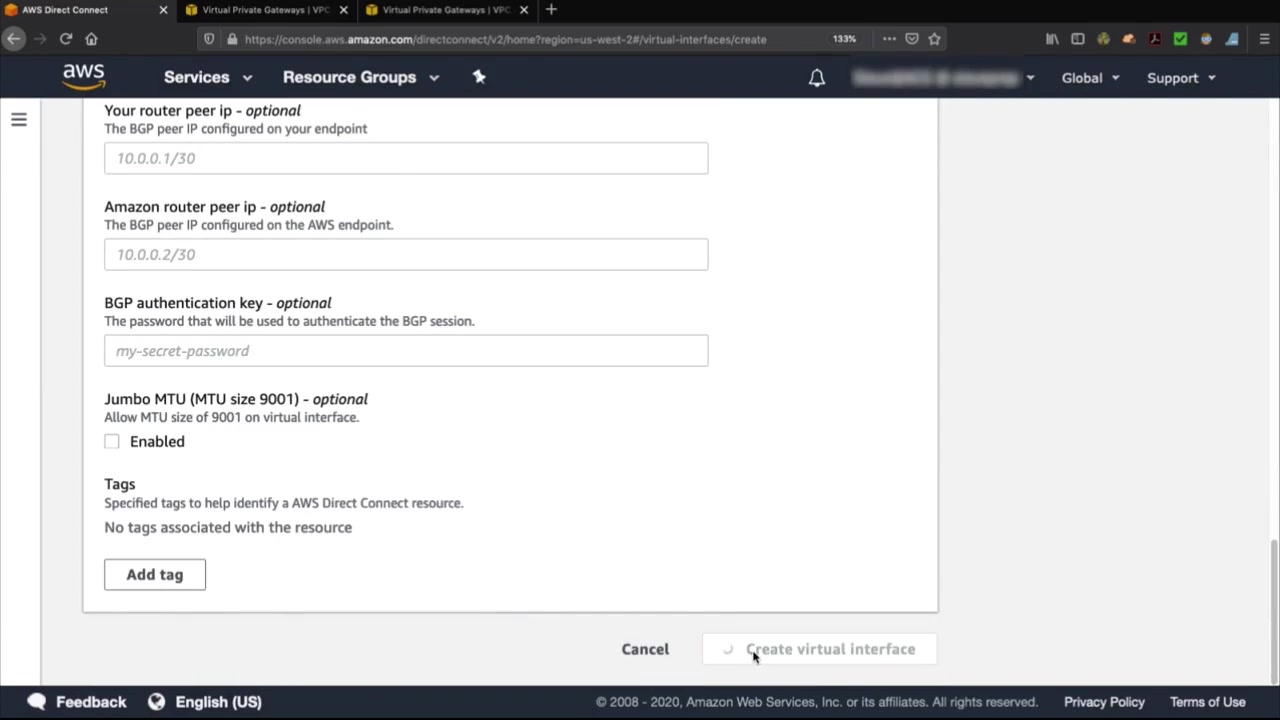 AWS Direct Connect
Virtual Private Gateways | VPC
Virtual Private Gateways | VPC
https://console.aws.amazon.com/directconnect/v2/home?region=us-west-2#/virtual-interfaces/create
133%
aws
Services
Resource Groups
Global
Support
Your router peer ip - optional
The BGP peer IP configured on your endpoint
10.0.0.1/30
Amazon router peer ip - optional
The BGP peer IP configured on the AWS endpoint.
10.0.0.2/30
BGP authentication key - optional
The password that will be used to authenticate the BGP session.
my-secret-password
Jumbo MTU (MTU size 9001) - optional
Allow MTU size of 9001 on virtual interface.
Enabled
Tags
Specified tags to help identify a AWS Direct Connect resource.
No tags associated with the resource
Add tag
Cancel
Create virtual interface
Feedback
English (US)
© 2008 - 2020, Amazon Web Services, Inc. or its affiliates. All rights reserved.
Privacy Policy
Terms of Use